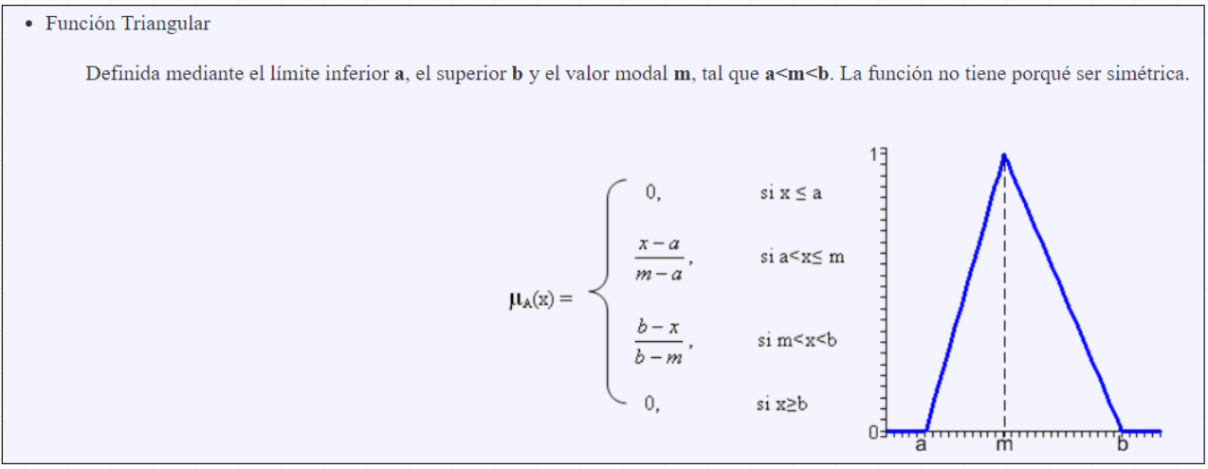 • Función Triangular
Definida mediante el límite inferior a, el superior b y el valor modal m, tal que a<m<b. La función no tiene porqué ser simétrica.
μA(x) =
0, si x ≤ a
x − a
m − a
, si a<x≤ m
b − x
b − m
, si m<x<b
0, si x≥b
1
0
a m b